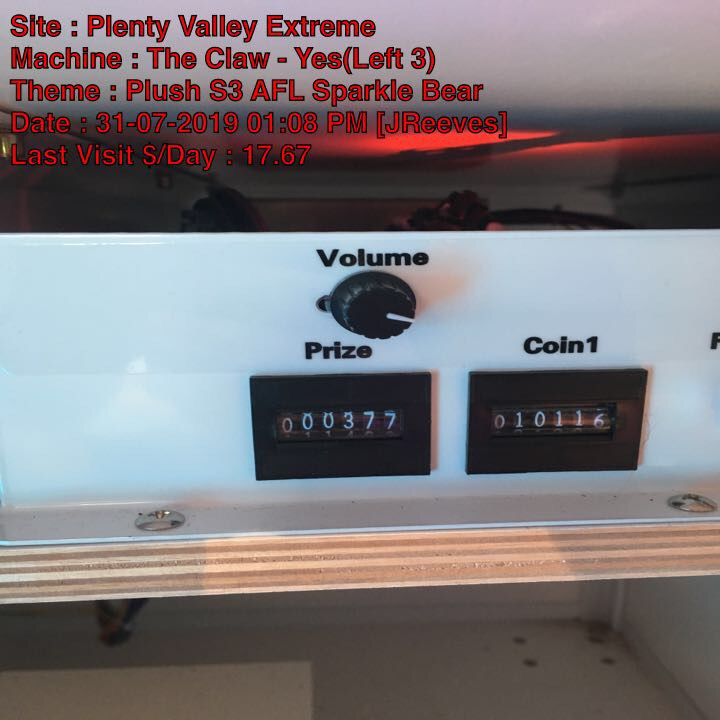 Site : Plenty Valley Extreme
Machine : The Claw - Yes(Left 3)
Theme : Plush S3 AFL Sparkle Bear
Date : 31-07-2019 01:08 PM [JReeves]
Last Visit $/Day : 17.67
Volume
Prize Coin1
000377 010116